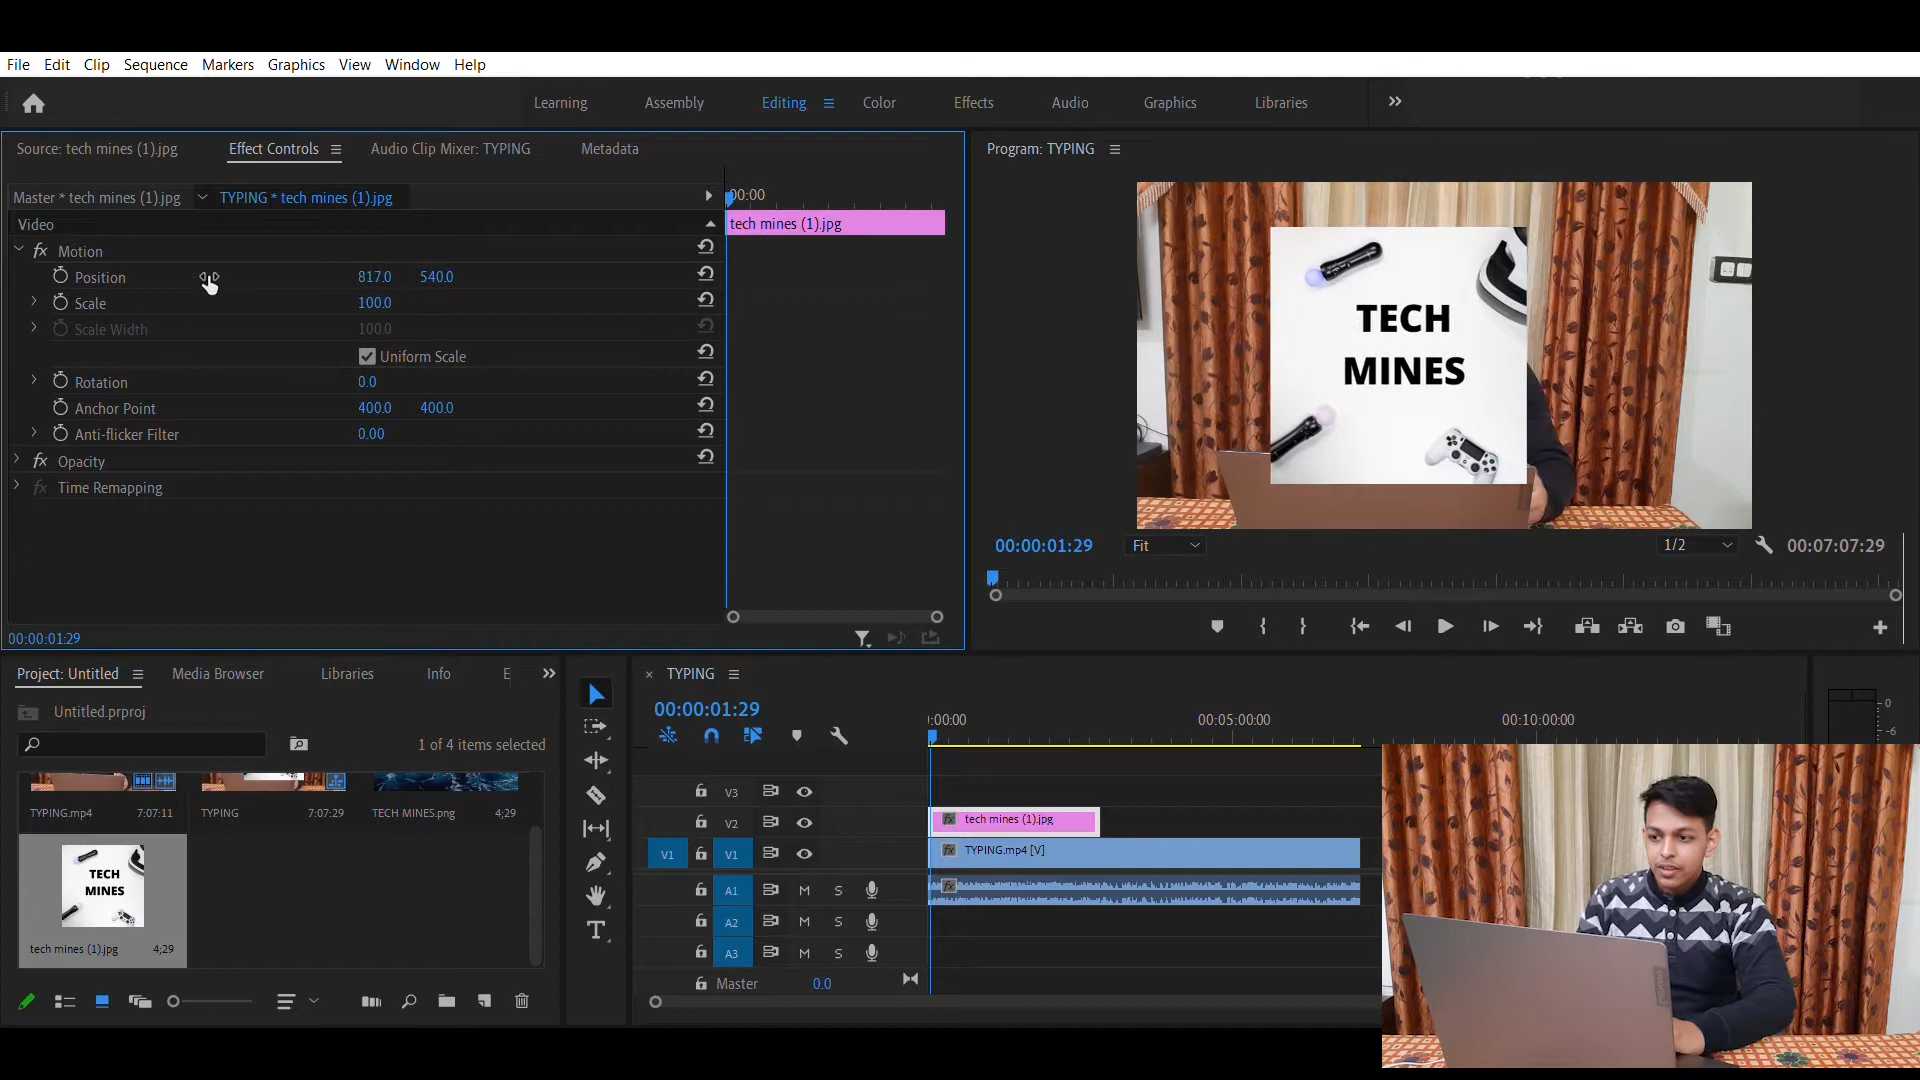 File Edit Clip Sequence Markers Graphics View Window Help
Learning Assembly Editing Color Effects Audio Graphics Libraries
Source: tech mines (1).jpg Effect Controls Audio Clip Mixer: TYPING Metadata
Program: TYPING
Master * tech mines (1).jpg TYPING * tech mines (1).jpg
:00:00
Video
tech mines (1).jpg
fx Motion
Position 817.0 540.0
Scale 100.0
Scale Width 100.0
Uniform Scale
Rotation 0.0
Anchor Point 400.0 400.0
Anti-flicker Filter 0.00
fx Opacity
fx Time Remapping
00:00:01:29
TECH
MINES
00:00:01:29 Fit 1/2 00:07:07:29
Project: Untitled Media Browser Libraries Info E
Untitled.prproj
1 of 4 items selected
TYPING.mp4 7:07:11 TYPING 7:07:29 TECH MINES.png 4;29
TECH
MINES
tech mines (1).jpg 4;29
× TYPING
00:00:01:29
:00:00 00:05:00:00 00:10:00:00
V3
V2 fx tech mines (1).jpg
V1 V1 fx TYPING.mp4 [V]
A1 M S fx
A2 M S
A3 M S
Master 0.0
0
-6